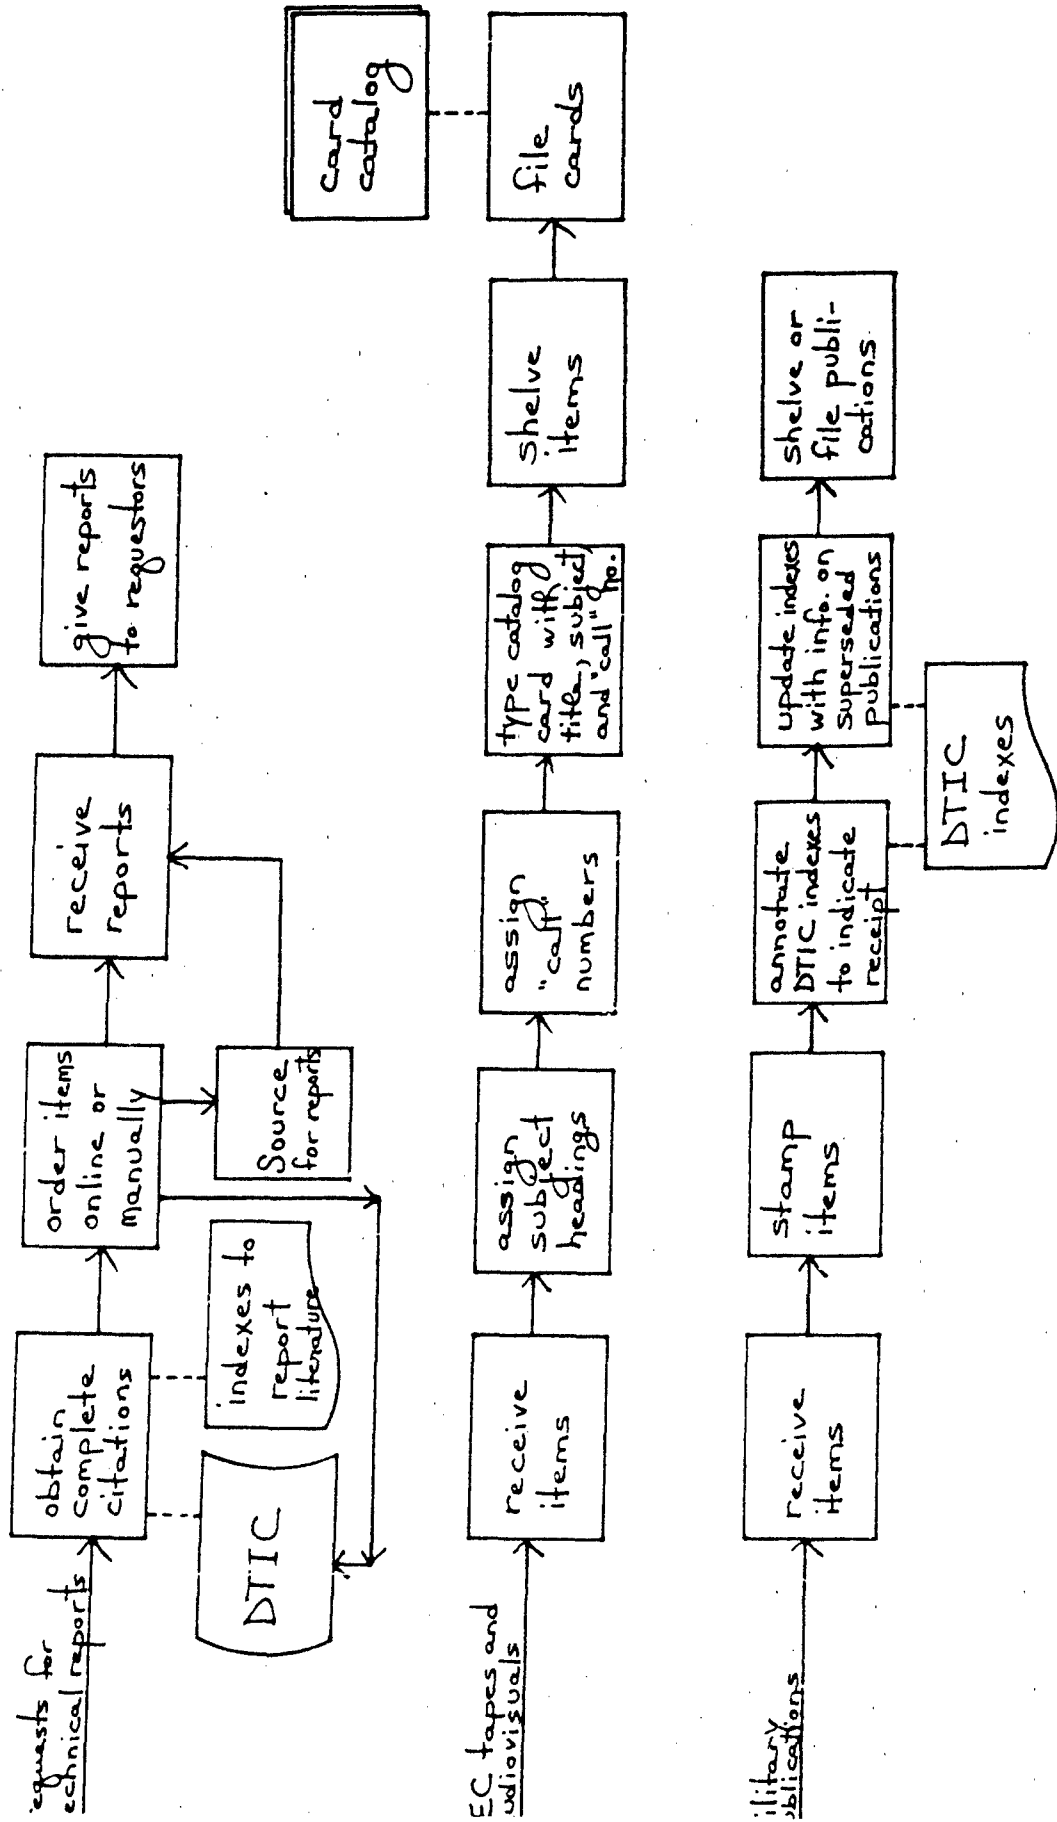 equests for
echnical reports
obtain
complete
citations
DTIC
indexes to
report
literature
order items
online or
manually
Source
for reports
receive
reports
give reports
to requestors
EC tapes and
udiovisuals
receive
items
assign
subject
headings
assign
"call"
numbers
type catalog
card with
title, subject,
and "call" no.
shelve
items
file
cards
card
catalog
ilitary
ublications
receive
items
stamp
items
annotate
DTIC indexes
to indicate
receipt
update indexes
with info. on
superseded
publications
DTIC
indexes
shelve or
file publi-
cations